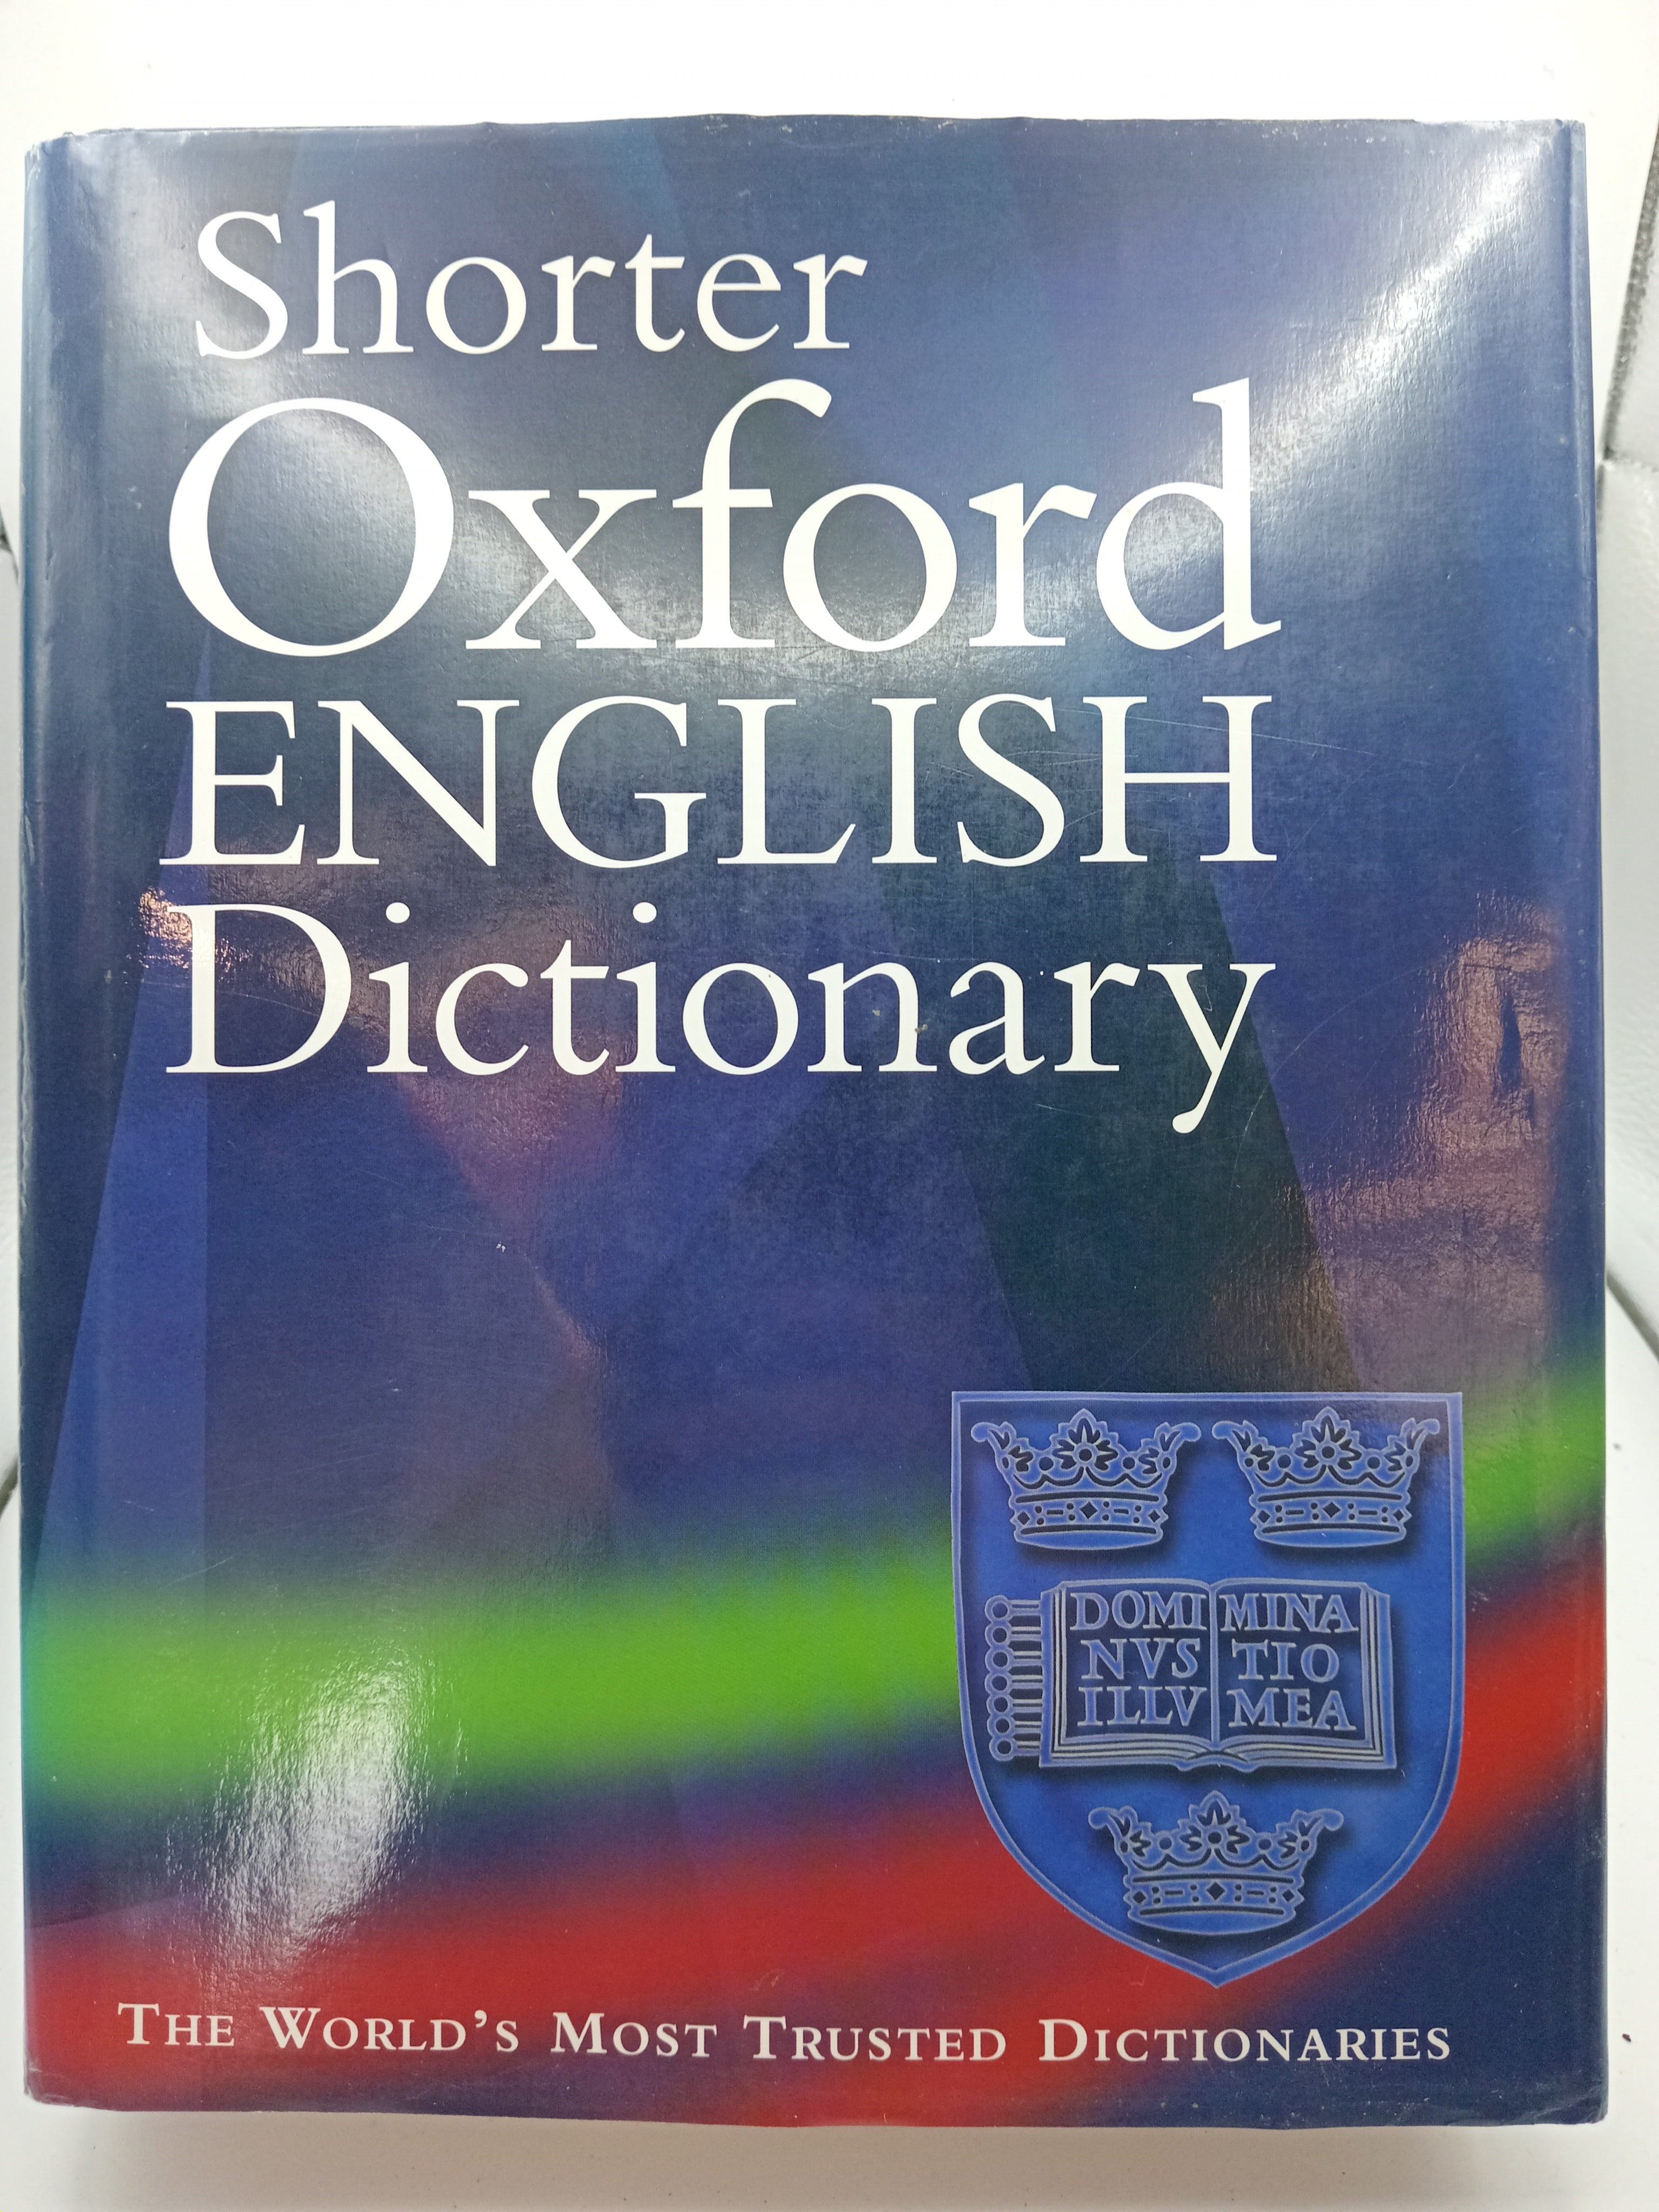 Shorter
Oxford
ENGLISH
Dictionary
DOMI MINA
NVS TIO
ILLV MEA
THE WORLD'S MOST TRUSTED DICTIONARIES